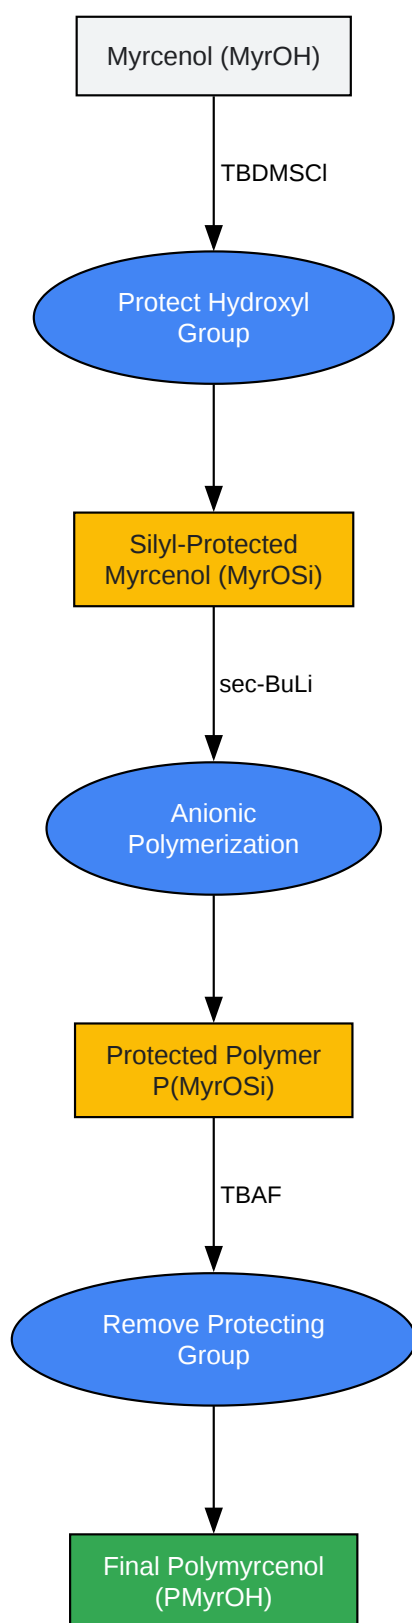 Myrcenol (MyrOH)
TBDMSCl
Protect Hydroxyl
Group
Silyl-Protected
Myrcenol (MyrOSi)
sec-BuLi
Anionic
Polymerization
Protected Polymer
P(MyrOSi)
TBAF
Remove Protecting
Group
Final Polymyrcenol
(PMyrOH)